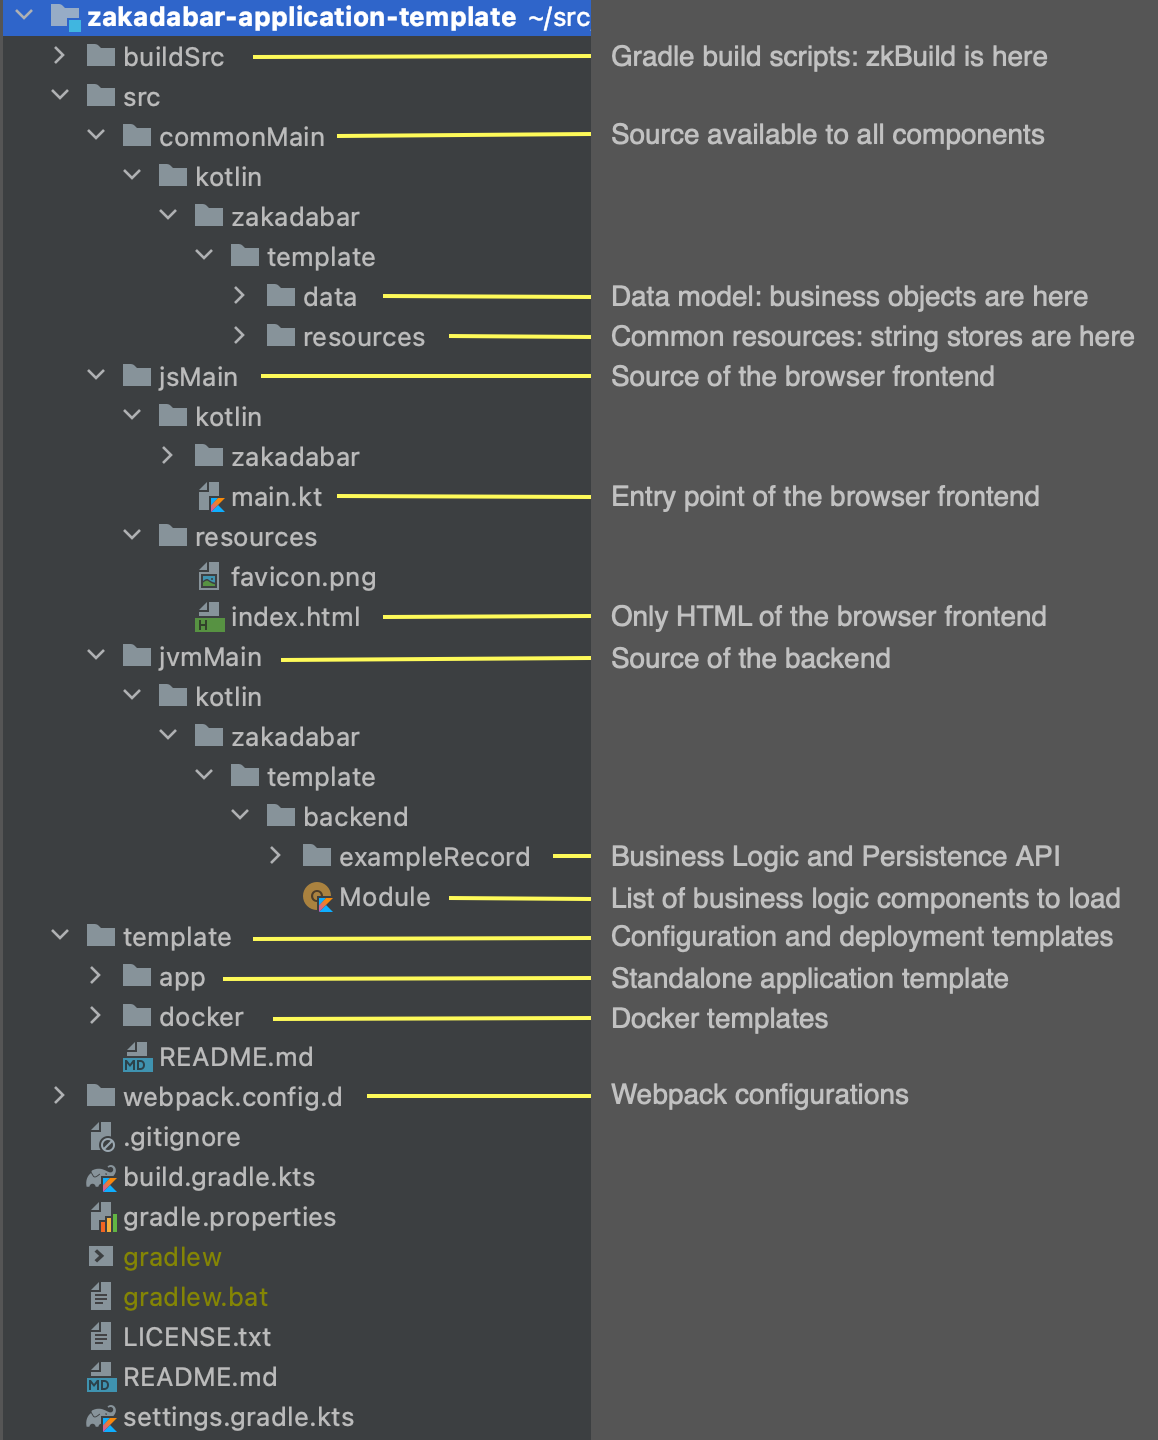 zakadabar-application-template ~/src
buildSrc Gradle build scripts: zkBuild is here
src
commonMain Source available to all components
kotlin
zakadabar
template
data Data model: business objects are here
resources Common resources: string stores are here
jsMain Source of the browser frontend
kotlin
zakadabar
main.kt Entry point of the browser frontend
resources
favicon.png
index.html Only HTML of the browser frontend
jvmMain Source of the backend
kotlin
zakadabar
template
backend
exampleRecord Business Logic and Persistence API
Module List of business logic components to load
template Configuration and deployment templates
app Standalone application template
docker Docker templates
MD README.md
webpack.config.d Webpack configurations
.gitignore
build.gradle.kts
gradle.properties
gradlew
gradlew.bat
LICENSE.txt
MD README.md
settings.gradle.kts